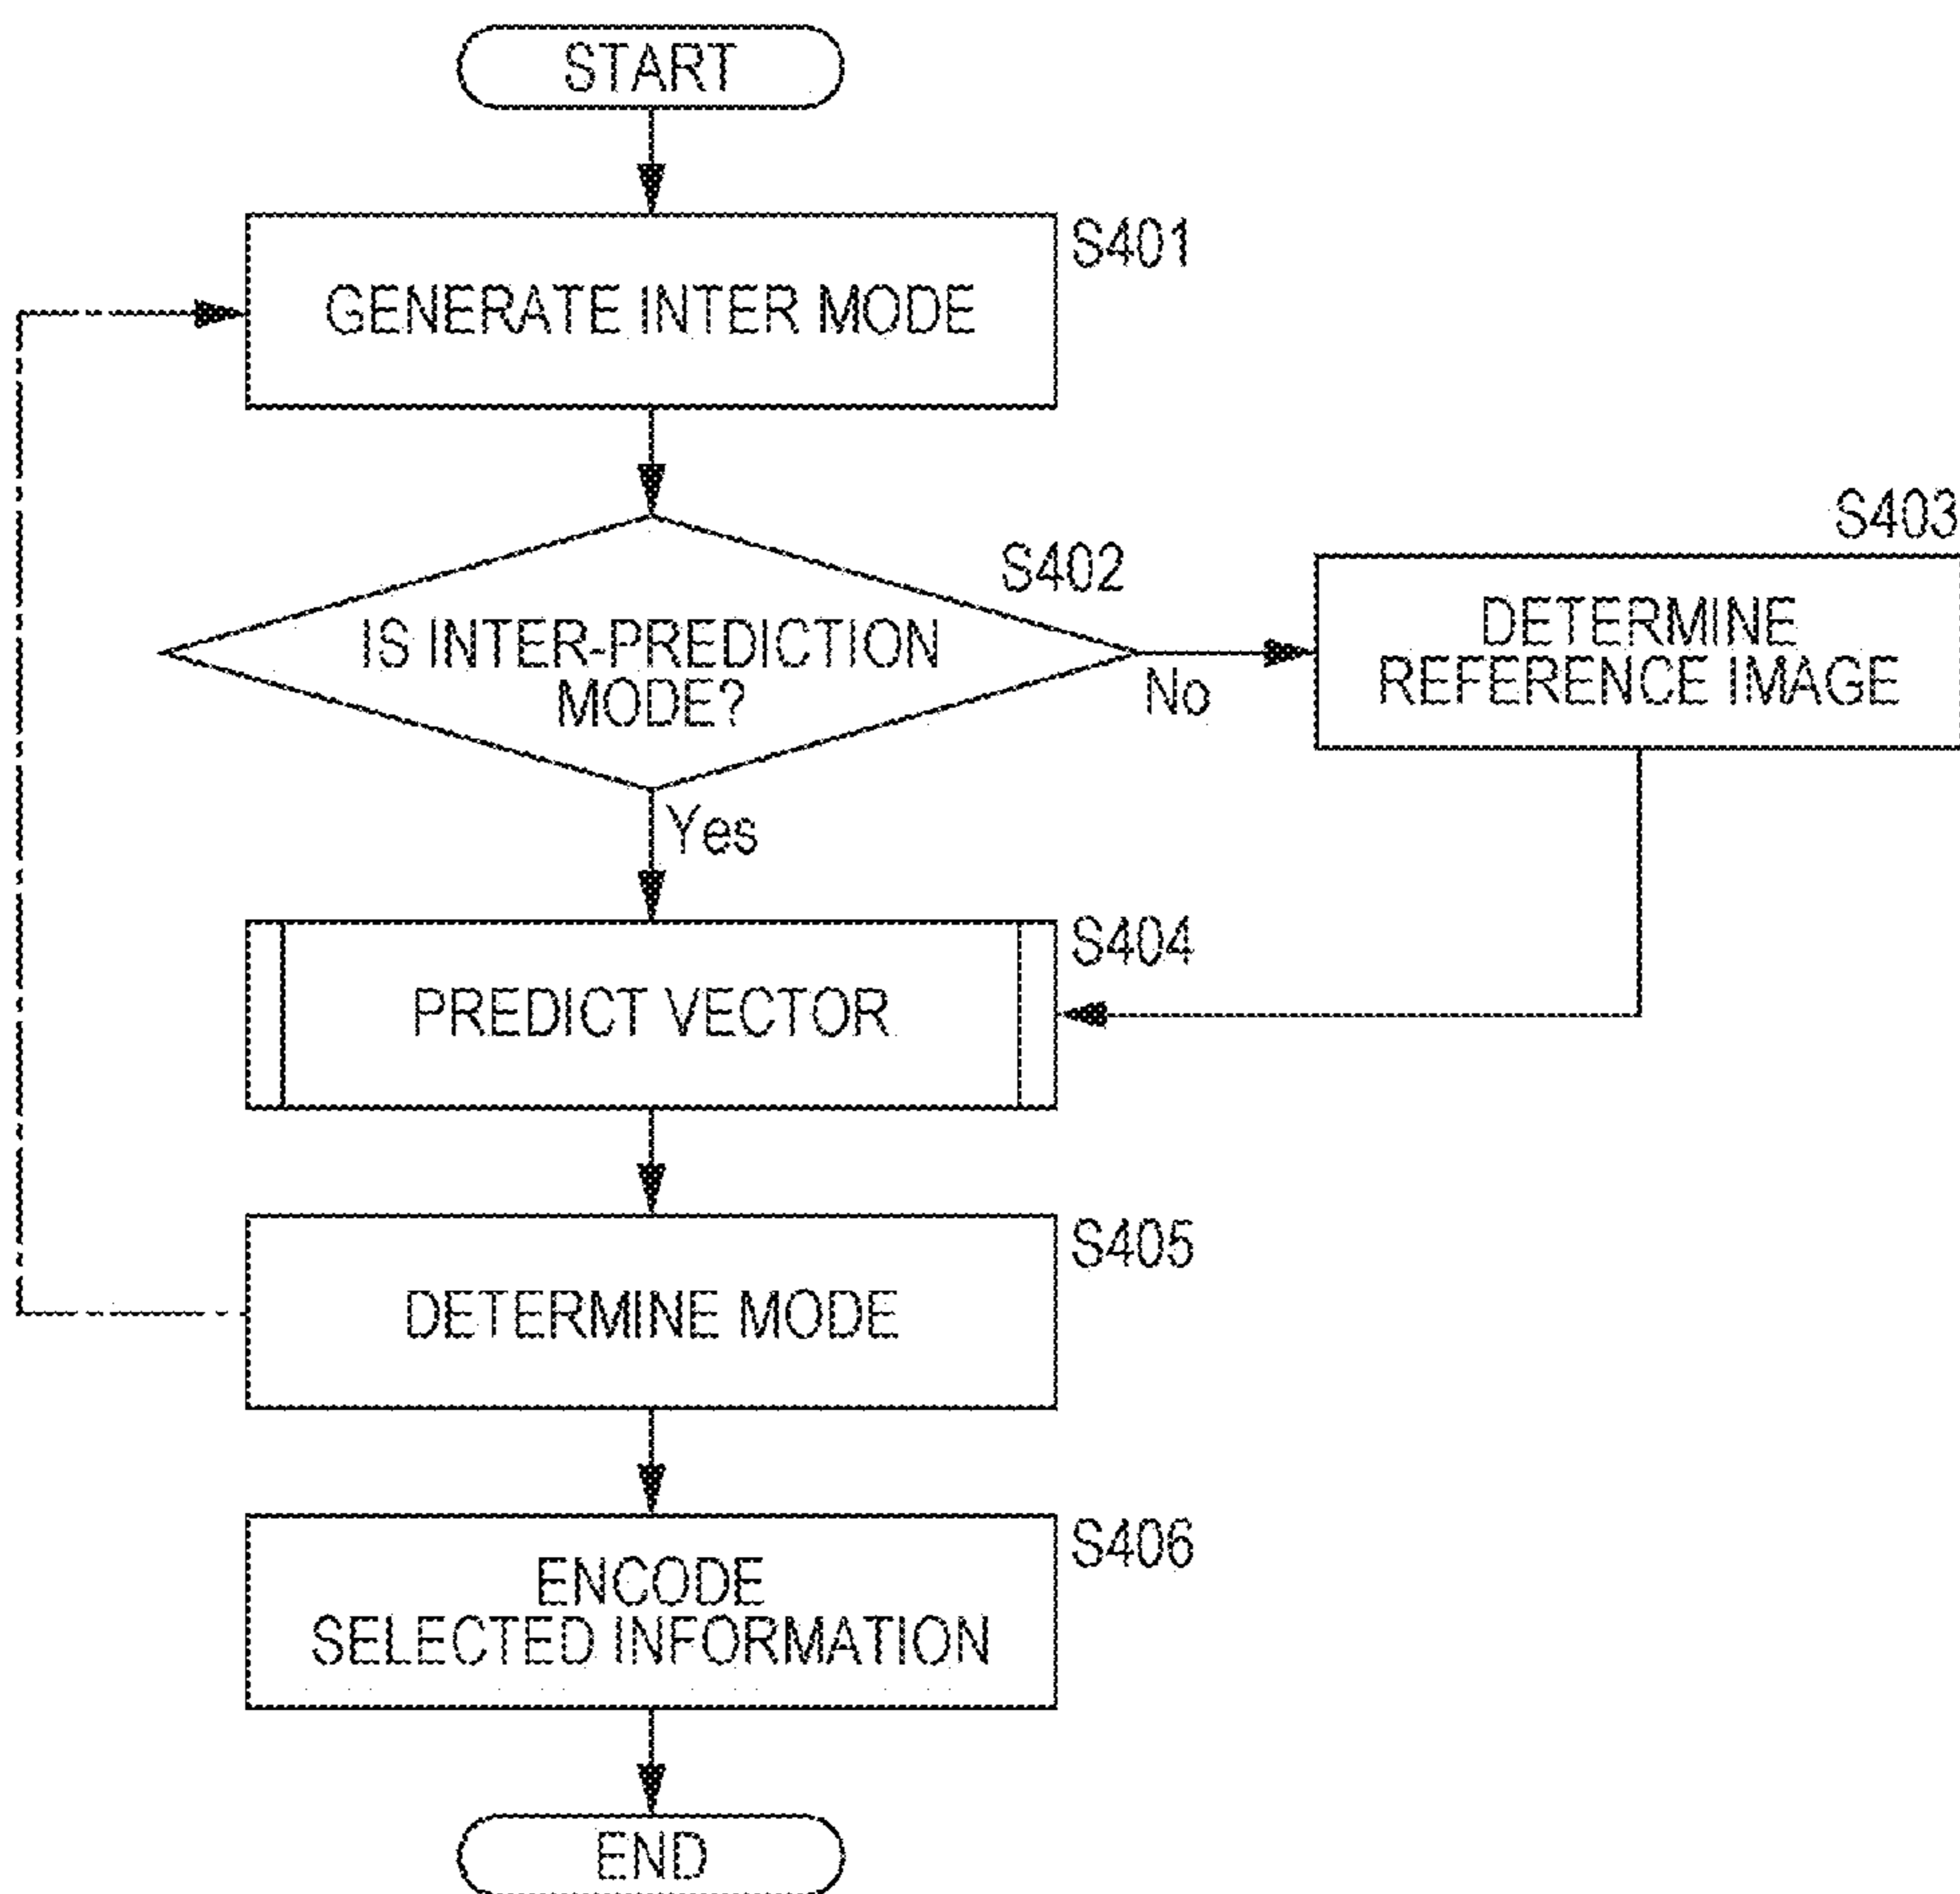 START
S401
GENERATE INTER MODE
S402
IS INTER-PREDICTION
MODE?
No
Yes
S403
DETERMINE
REFERENCE IMAGE
S404
PREDICT VECTOR
S405
DETERMINE MODE
S406
ENCODE
SELECTED INFORMATION
END